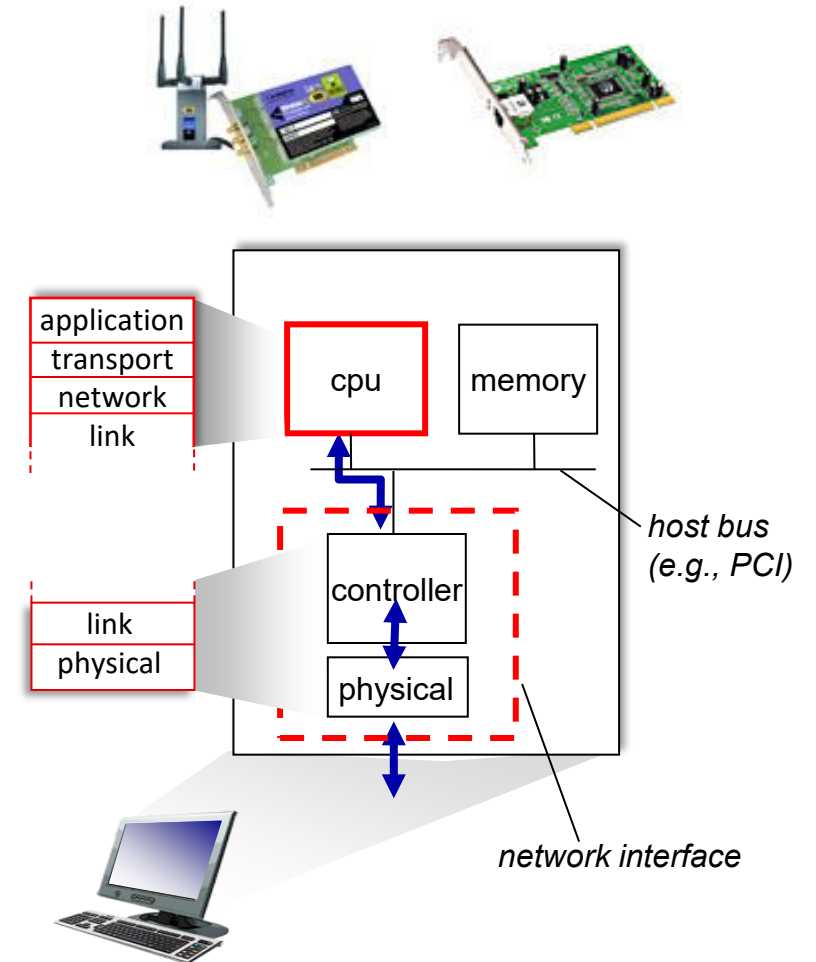 application
transport
network
link
cpu
memory
host bus
(e.g., PCI)
controller
link
physical
physical
network interface